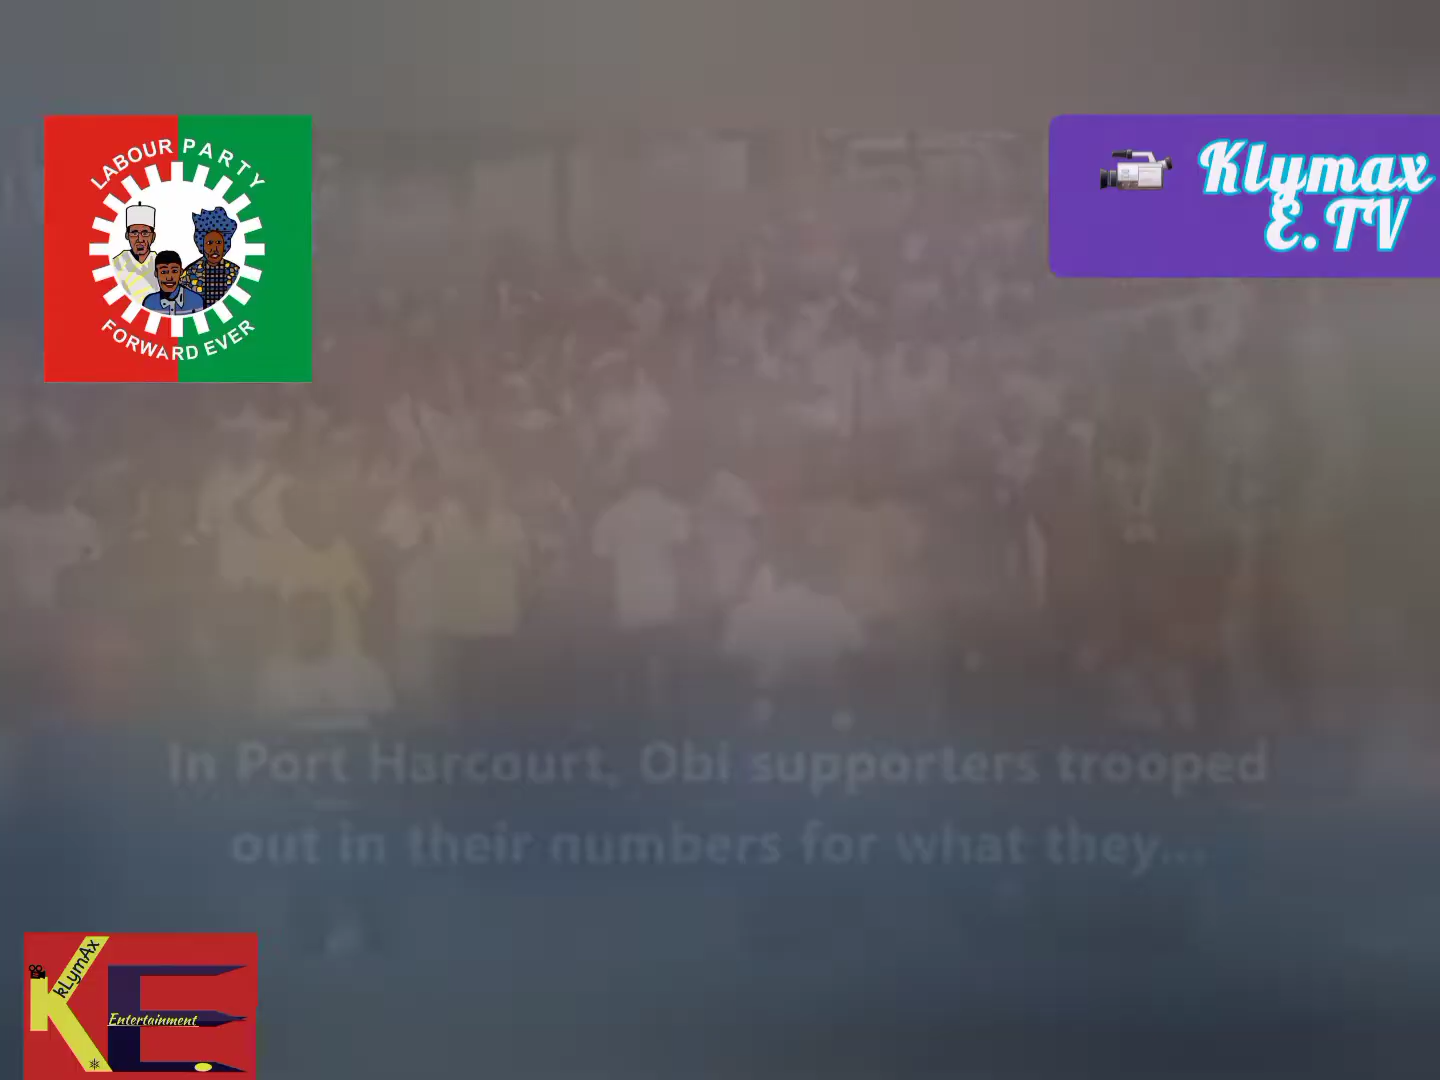 LABOUR PARTY
FORWARD EVER
Klymax
E.TV
In Port Harcourt, Obi supporters trooped
out in their numbers for what they...
kLymAx
KE
Entertainment